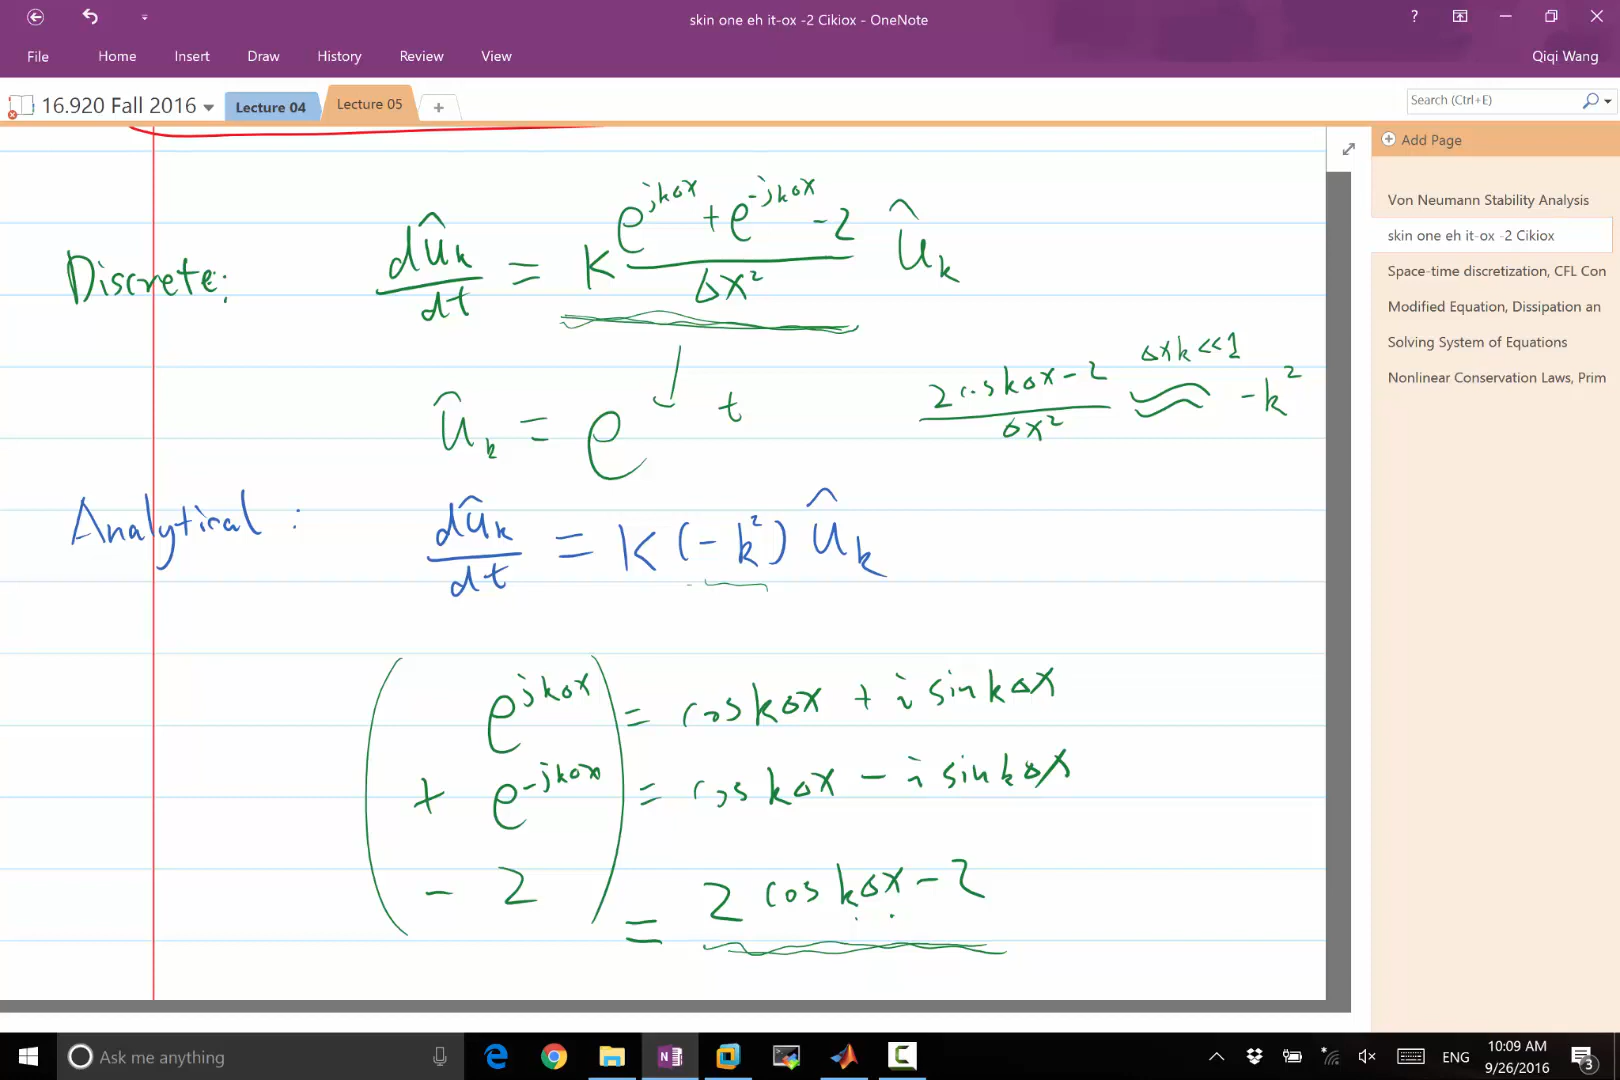 skin one eh it-ox -2 Cikiox - OneNote
?
File Home Insert Draw History Review View
Qiqi Wang
16.920 Fall 2016
Lecture 04
Lecture 05
Search (Ctrl+E)
Add Page
Von Neumann Stability Analysis
skin one eh it-ox -2 Cikiox
Space-time discretization, CFL Con
Modified Equation, Dissipation an
Solving System of Equations
Nonlinear Conservation Laws, Prim
Discrete: dû_k/dt = K (e^{jkΔx} + e^{-jkΔx} - 2)/Δx² û_k
û_k = e^{ t}
(2 cos kΔx - 2)/Δx² ≈ -k²
Δxk << 1
Analytical: dû_k/dt = K (-k²) û_k
e^{jkΔx} = cos kΔx + i sin kΔx
+ e^{-jkΔx} = cos kΔx - i sin kΔx
- 2 = 2 cos kΔx - 2
Ask me anything
ENG
10:09 AM
9/26/2016
3